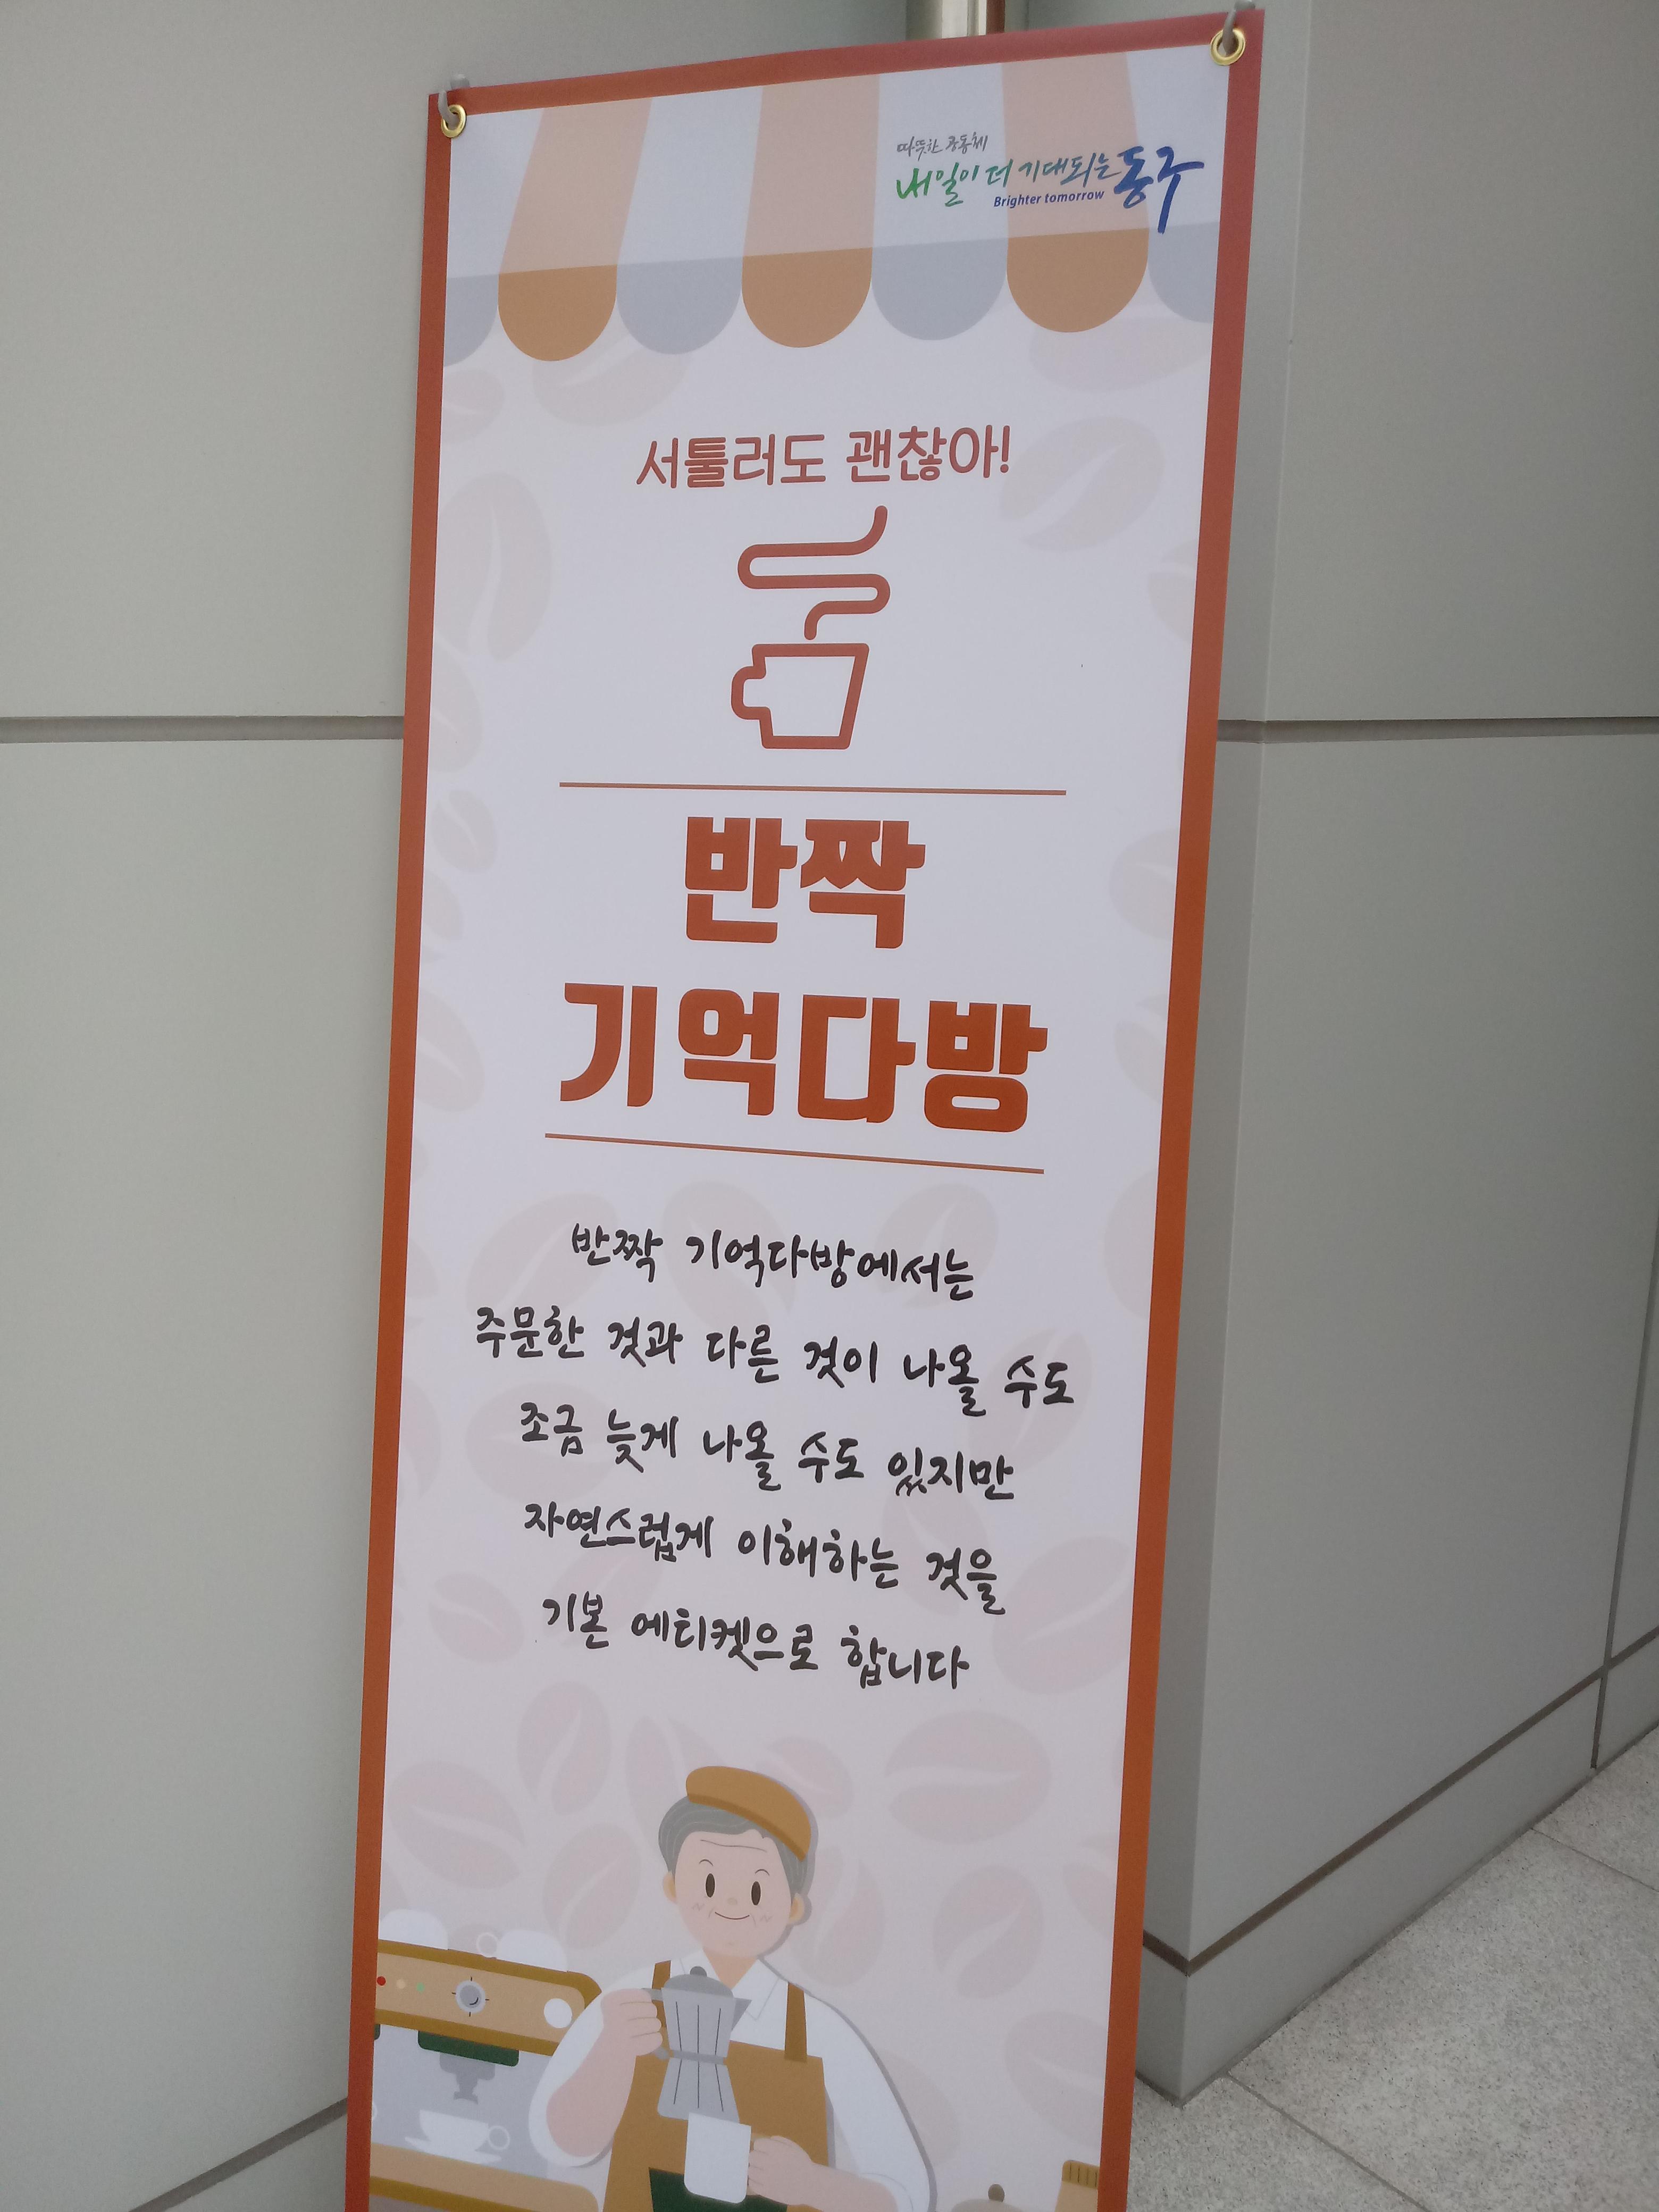 따뜻한 공동체
내일이 더 기대되는 동구
Brighter tomorrow
서툴러도 괜찮아!
반짝
기억다방
반짝 기억다방에서는
주문한 것과 다른 것이 나올 수도
조금 늦게 나올 수도 있지만
자연스럽게 이해하는 것을
기본 에티켓으로 합니다